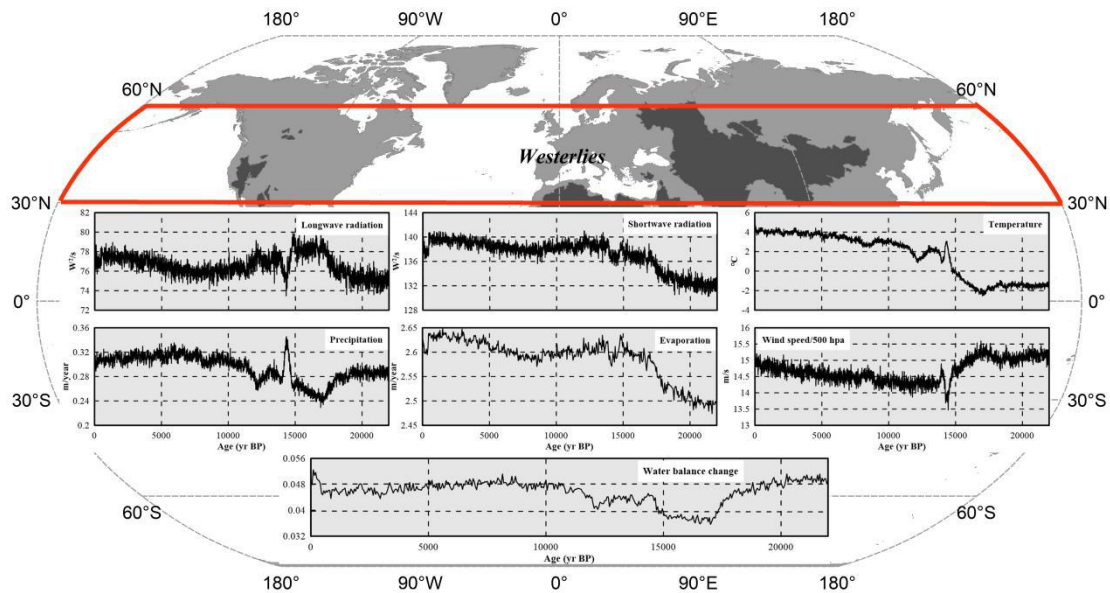 180° 90°W 0° 90°E 180°
60°N 60°N
Westerlies
30°N 30°N
82 144 6
Longwave radiation Shortwave radiation Temperature
80 140 4
78 136 2
W²/s W²/s °C
76 0
74 132 -2
72 128 -4
0° 0°
0.36 2.65 16
Precipitation Evaporation Wind speed/500 hpa
0.32 2.6 15.5
15
m/year m/year m/s
0.28 2.55 14.5
0.24 2.5 14
13.5
0.2 2.45 13
30°S 30°S
0 5000 10000 15000 20000 0 5000 10000 15000 20000 0 5000 10000 15000 20000
Age (yr BP) Age (yr BP) Age (yr BP)
0.056
Water balance change
0.048
0.04
0.032
60°S 60°S
0 5000 10000 15000 20000
Age (yr BP)
180° 90°W 0° 90°E 180°